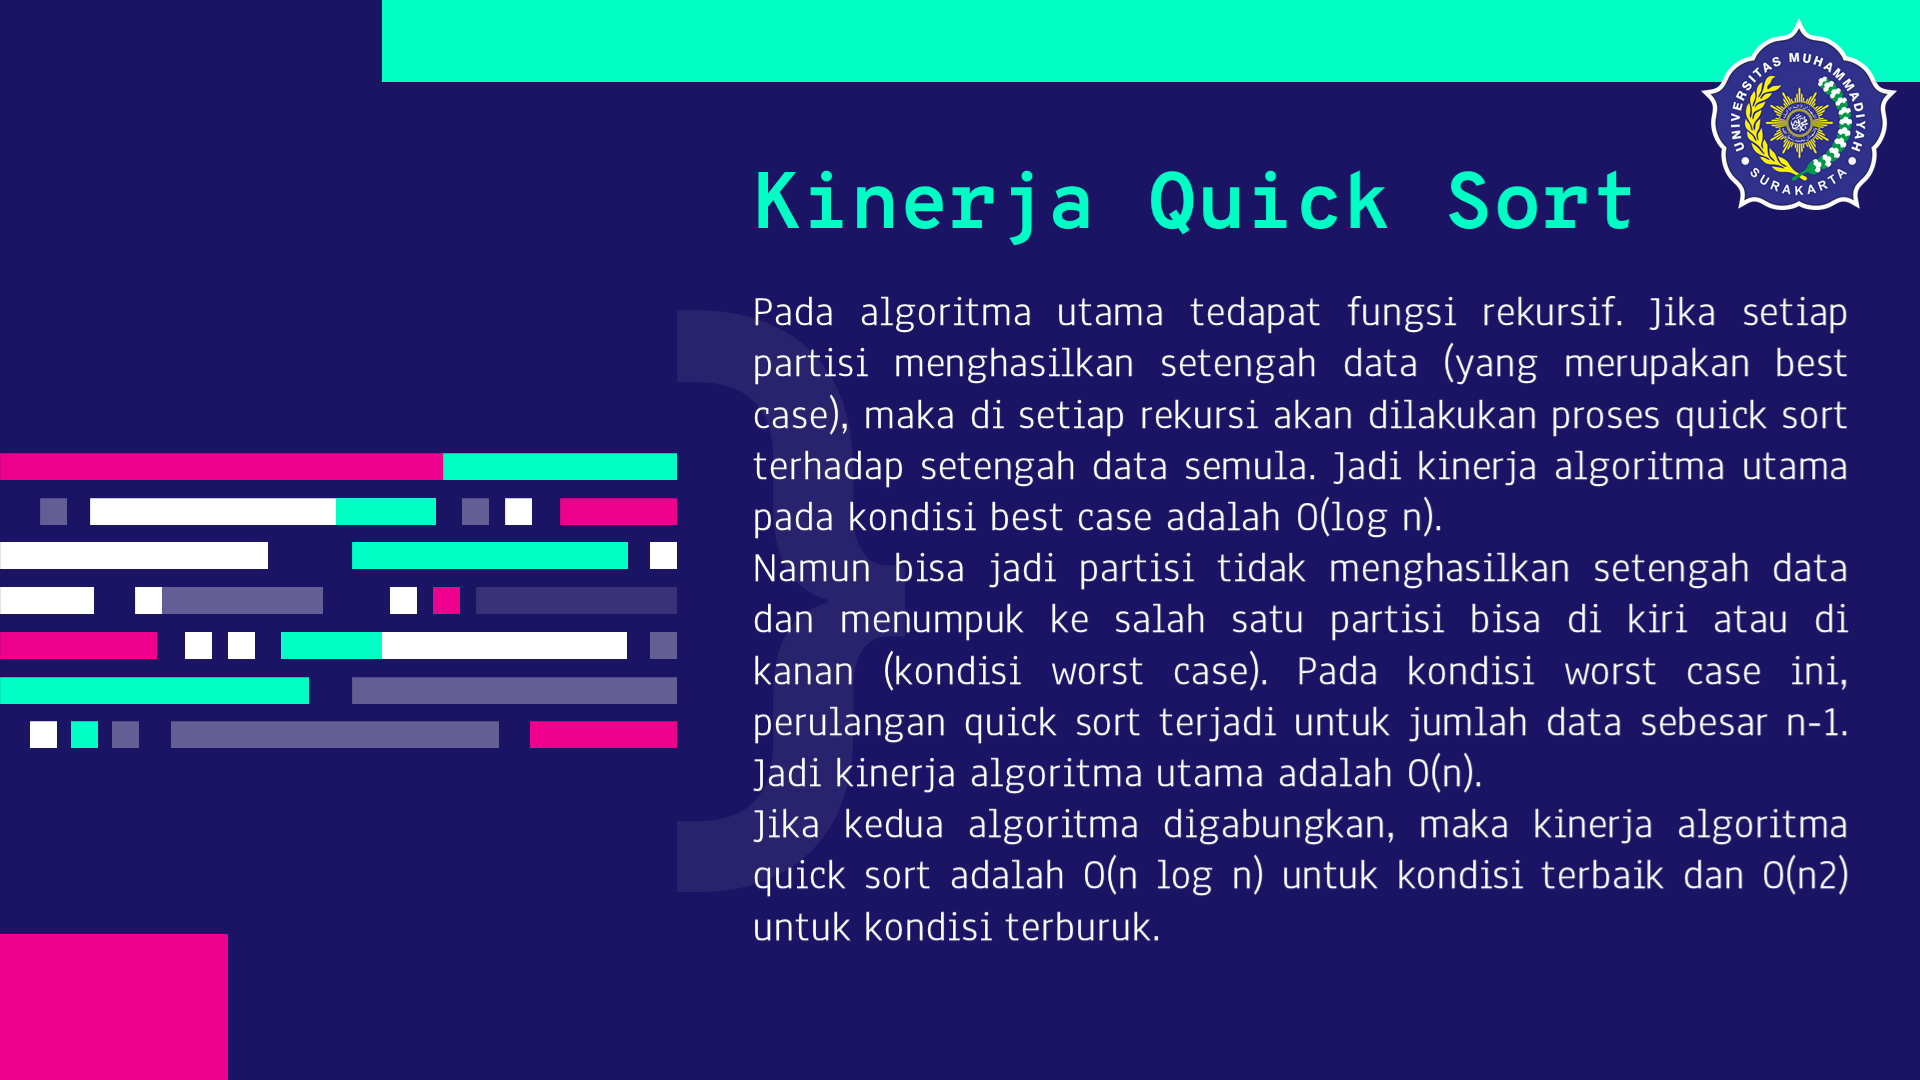 UNIVERSITAS MUHAMMADIYAH
SURAKARTA
Kinerja Quick Sort
Pada algoritma utama tedapat fungsi rekursif. Jika setiap
partisi menghasilkan setengah data (yang merupakan best
case), maka di setiap rekursi akan dilakukan proses quick sort
terhadap setengah data semula. Jadi kinerja algoritma utama
pada kondisi best case adalah O(log n).
Namun bisa jadi partisi tidak menghasilkan setengah data
dan menumpuk ke salah satu partisi bisa di kiri atau di
kanan (kondisi worst case). Pada kondisi worst case ini,
perulangan quick sort terjadi untuk jumlah data sebesar n-1.
Jadi kinerja algoritma utama adalah O(n).
Jika kedua algoritma digabungkan, maka kinerja algoritma
quick sort adalah O(n log n) untuk kondisi terbaik dan O(n2)
untuk kondisi terburuk.